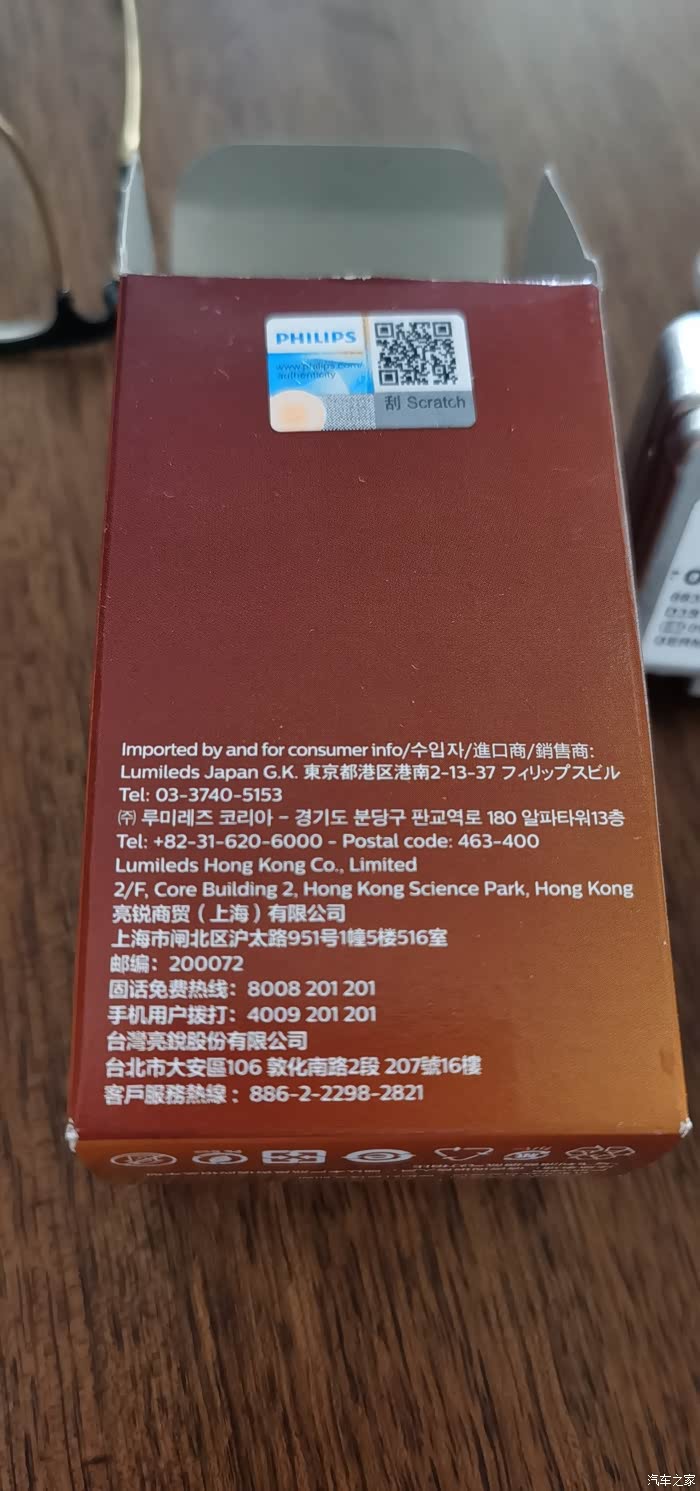 PHILIPS
www.philips.com/
authenticity
刮 Scratch
Imported by and for consumer info/수입자/進口商/銷售商:
Lumileds Japan G.K. 東京都港区港南2-13-37 フィリップスビル
Tel: 03-3740-5153
㈜ 루미레즈 코리아 - 경기도 분당구 판교역로 180 알파타워13층
Tel: +82-31-620-6000 - Postal code: 463-400
Lumileds Hong Kong Co., Limited
2/F, Core Building 2, Hong Kong Science Park, Hong Kong
亮锐商贸（上海）有限公司
上海市闸北区沪太路951号1幢5楼516室
邮编：200072
固话免费热线：8008 201 201
手机用户拨打：4009 201 201
台灣亮銳股份有限公司
台北市大安區106 敦化南路2段 207號16樓
客戶服務熱線：886-2-2298-2821
汽车之家